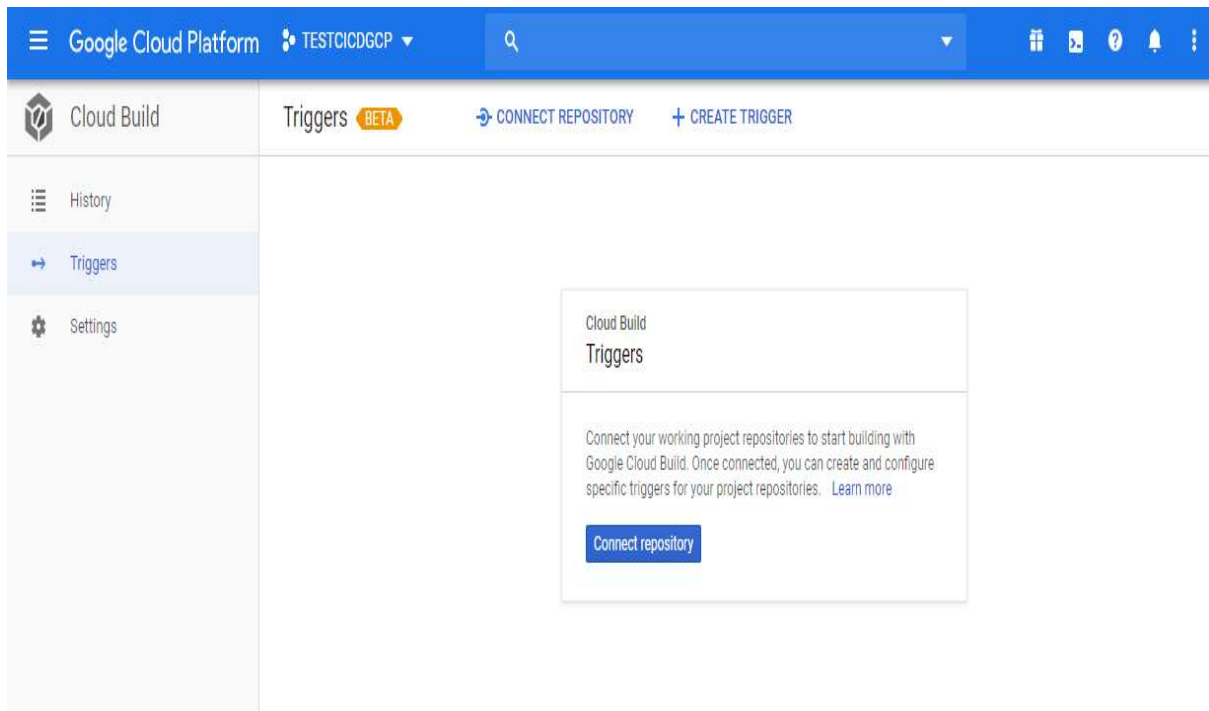 Google Cloud Platform TESTCICDGCP
Cloud Build Triggers BETA CONNECT REPOSITORY + CREATE TRIGGER
History
Triggers
Settings
Cloud Build
Triggers
Connect your working project repositories to start building with
Google Cloud Build. Once connected, you can create and configure
specific triggers for your project repositories. Learn more
Connect repository